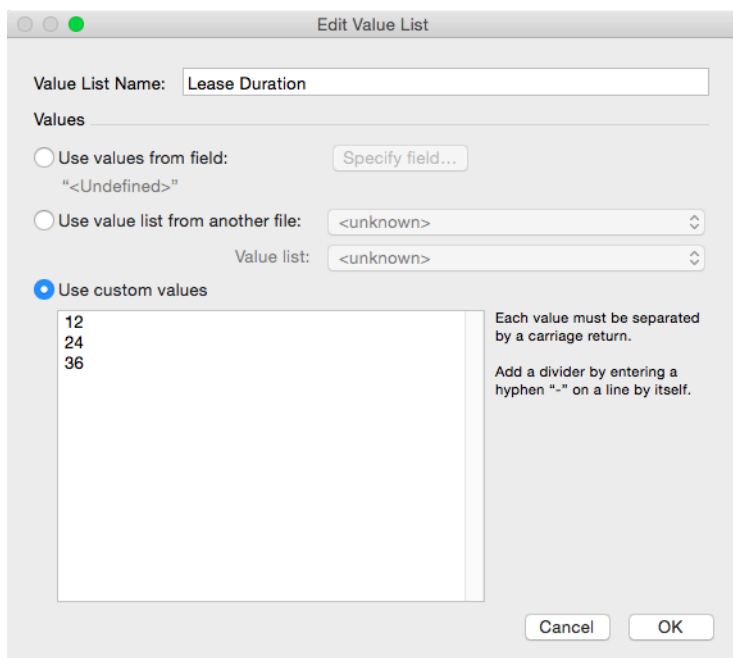 Edit Value List
Value List Name: Lease Duration
Values
Use values from field: Specify field...
"<Undefined>"
Use value list from another file: <unknown>
Value list: <unknown>
Use custom values
12
24
36
Each value must be separated
by a carriage return.
Add a divider by entering a
hyphen "-" on a line by itself.
Cancel OK